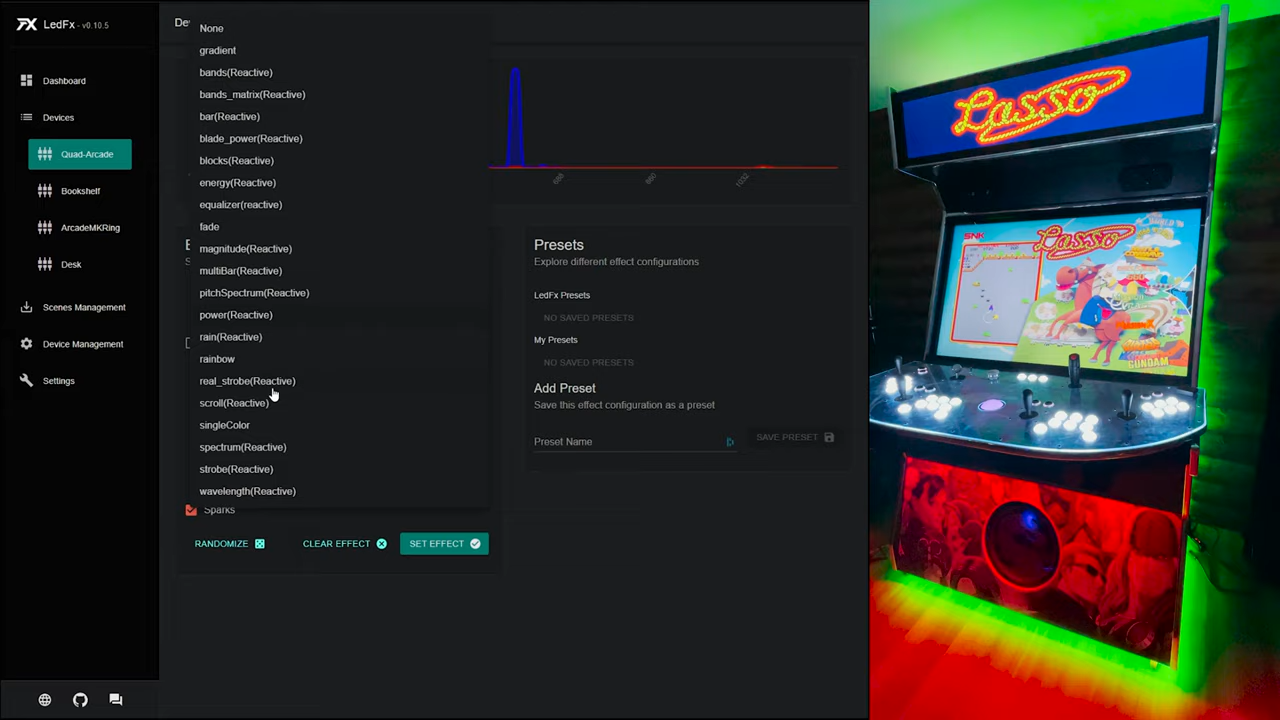 LedFx - v0.10.5
Dashboard
Devices
Quad-Arcade
Bookshelf
ArcadeMKRing
Desk
Scenes Management
Device Management
Settings
None
gradient
bands(Reactive)
bands_matrix(Reactive)
bar(Reactive)
blade_power(Reactive)
blocks(Reactive)
energy(Reactive)
equalizer(reactive)
fade
magnitude(Reactive)
multiBar(Reactive)
pitchSpectrum(Reactive)
power(Reactive)
rain(Reactive)
rainbow
real_strobe(Reactive)
scroll(Reactive)
singleColor
spectrum(Reactive)
strobe(Reactive)
wavelength(Reactive)
Sparks
RANDOMIZE
CLEAR EFFECT
SET EFFECT
688
860
1032
Presets
Explore different effect configurations
LedFx Presets
NO SAVED PRESETS
My Presets
NO SAVED PRESETS
Add Preset
Save this effect configuration as a preset
Preset Name
SAVE PRESET
Lasso
SNK
Lasso
GUNDAM